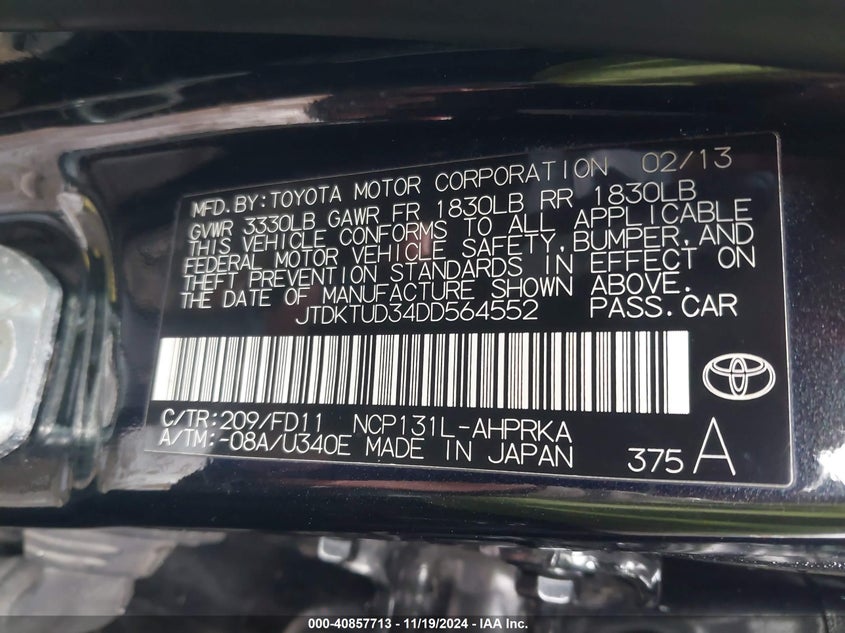 MFD.BY:TOYOTA MOTOR CORPORATION 02/13
GVWR 3330LB GAWR FR 1830LB RR 1830LB
THIS VEHICLE CONFORMS TO ALL APPLICABLE
FEDERAL MOTOR VEHICLE SAFETY,BUMPER,AND
THEFT PREVENTION STANDARDS IN EFFECT ON
THE DATE OF MANUFACTURE SHOWN ABOVE.
JTDKTUD34DD564552 PASS.CAR
C/TR:209/FD11 NCP131L-AHPRKA
A/TM:-08A/U340E MADE IN JAPAN 375 A
000-40857713 - 11/19/2024 - IAA Inc.